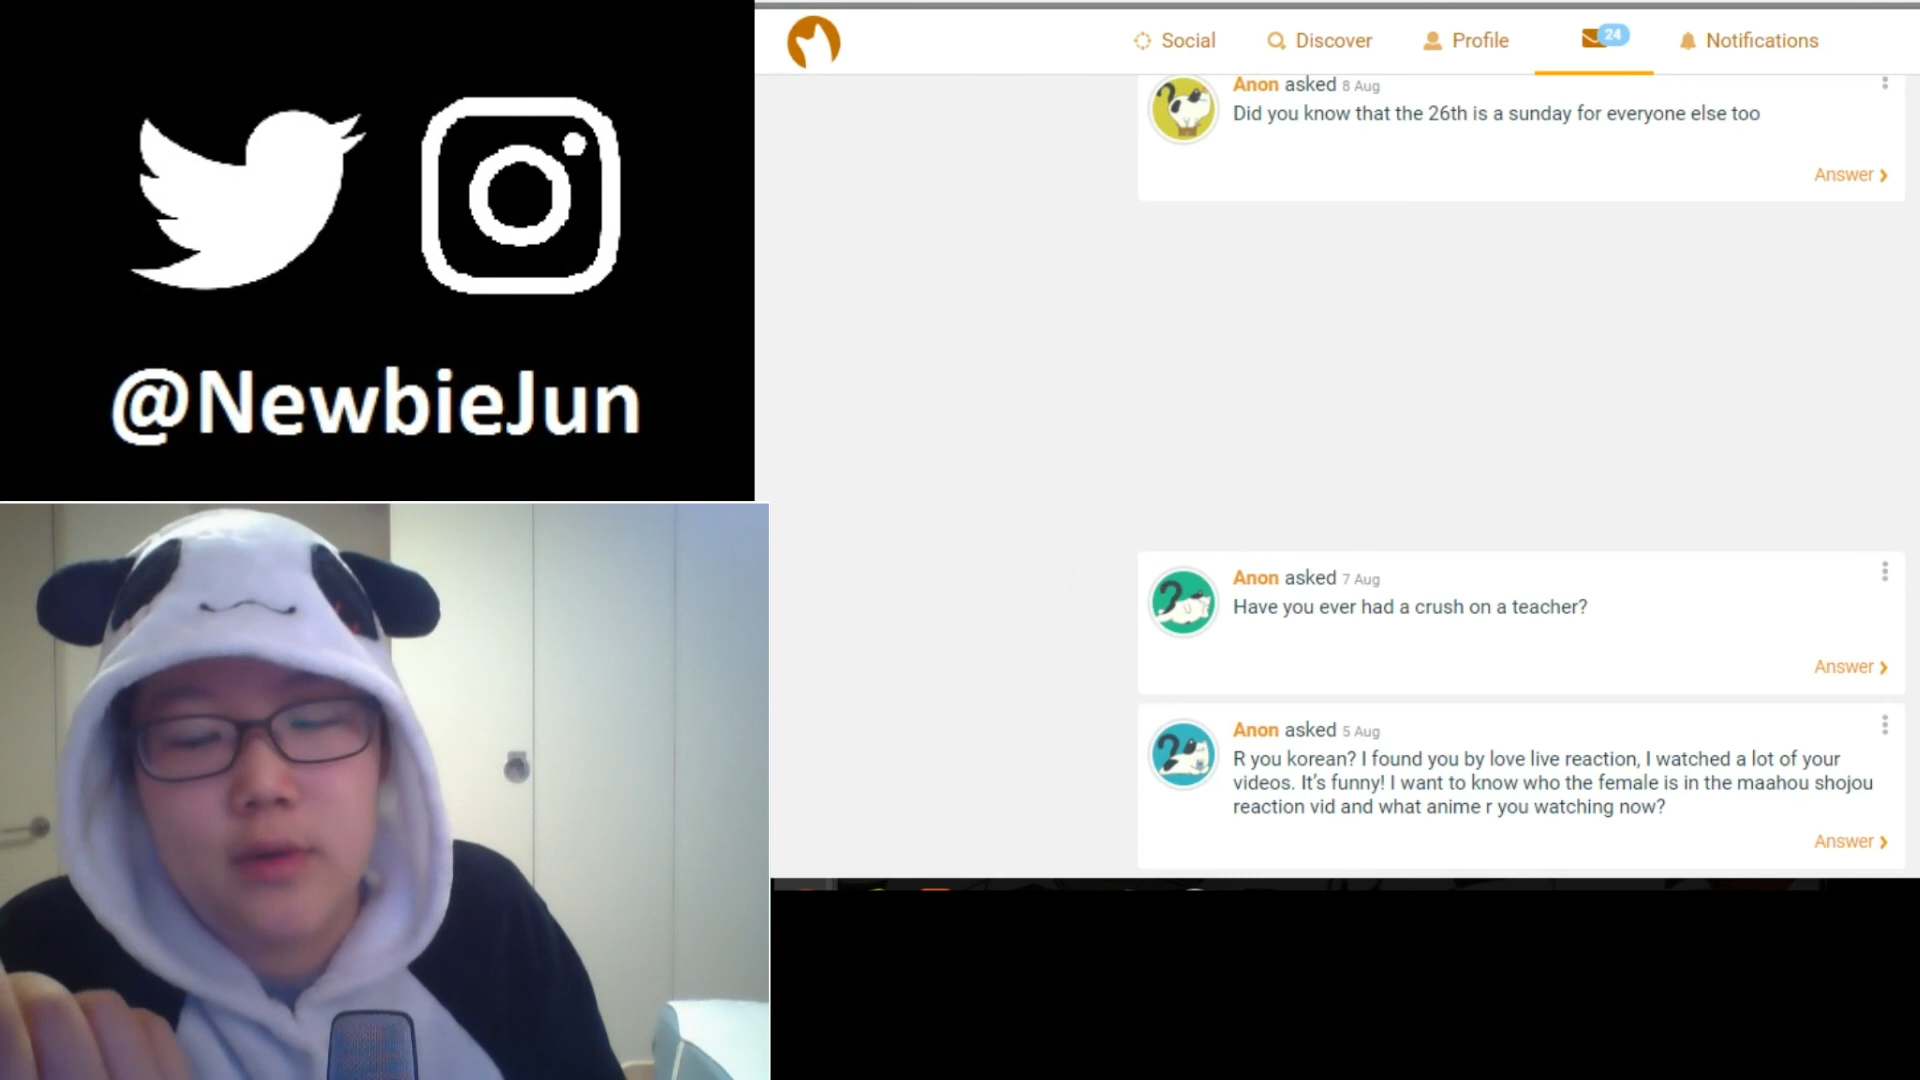 @NewbieJun
Social
Discover
Profile
24
Notifications
Anon asked 8 Aug
Did you know that the 26th is a sunday for everyone else too
Answer
Anon asked 7 Aug
Have you ever had a crush on a teacher?
Answer
Anon asked 5 Aug
R you korean? I found you by love live reaction, I watched a lot of your
videos. It's funny! I want to know who the female is in the maahou shojou
reaction vid and what anime r you watching now?
Answer